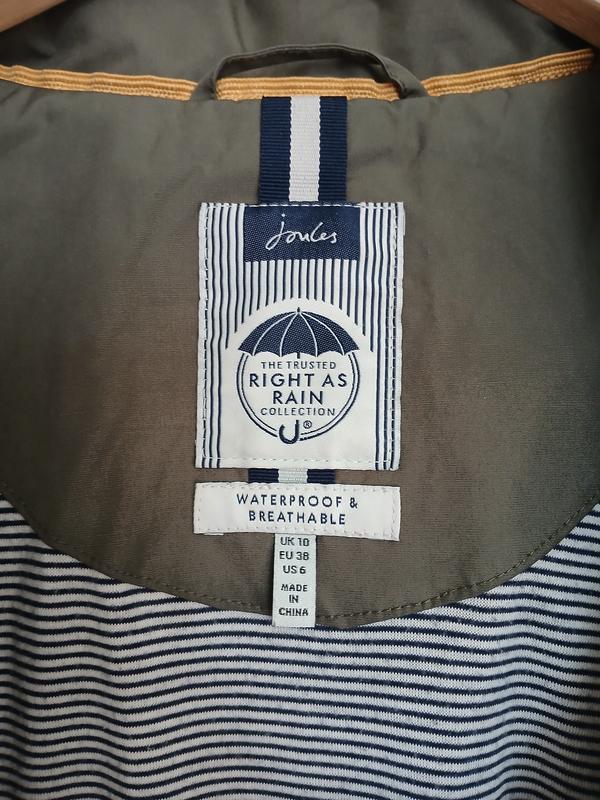 joules
THE TRUSTED
RIGHT AS
RAIN
COLLECTION
®
WATERPROOF &
BREATHABLE
UK 10
EU 38
US 6
MADE
IN
CHINA